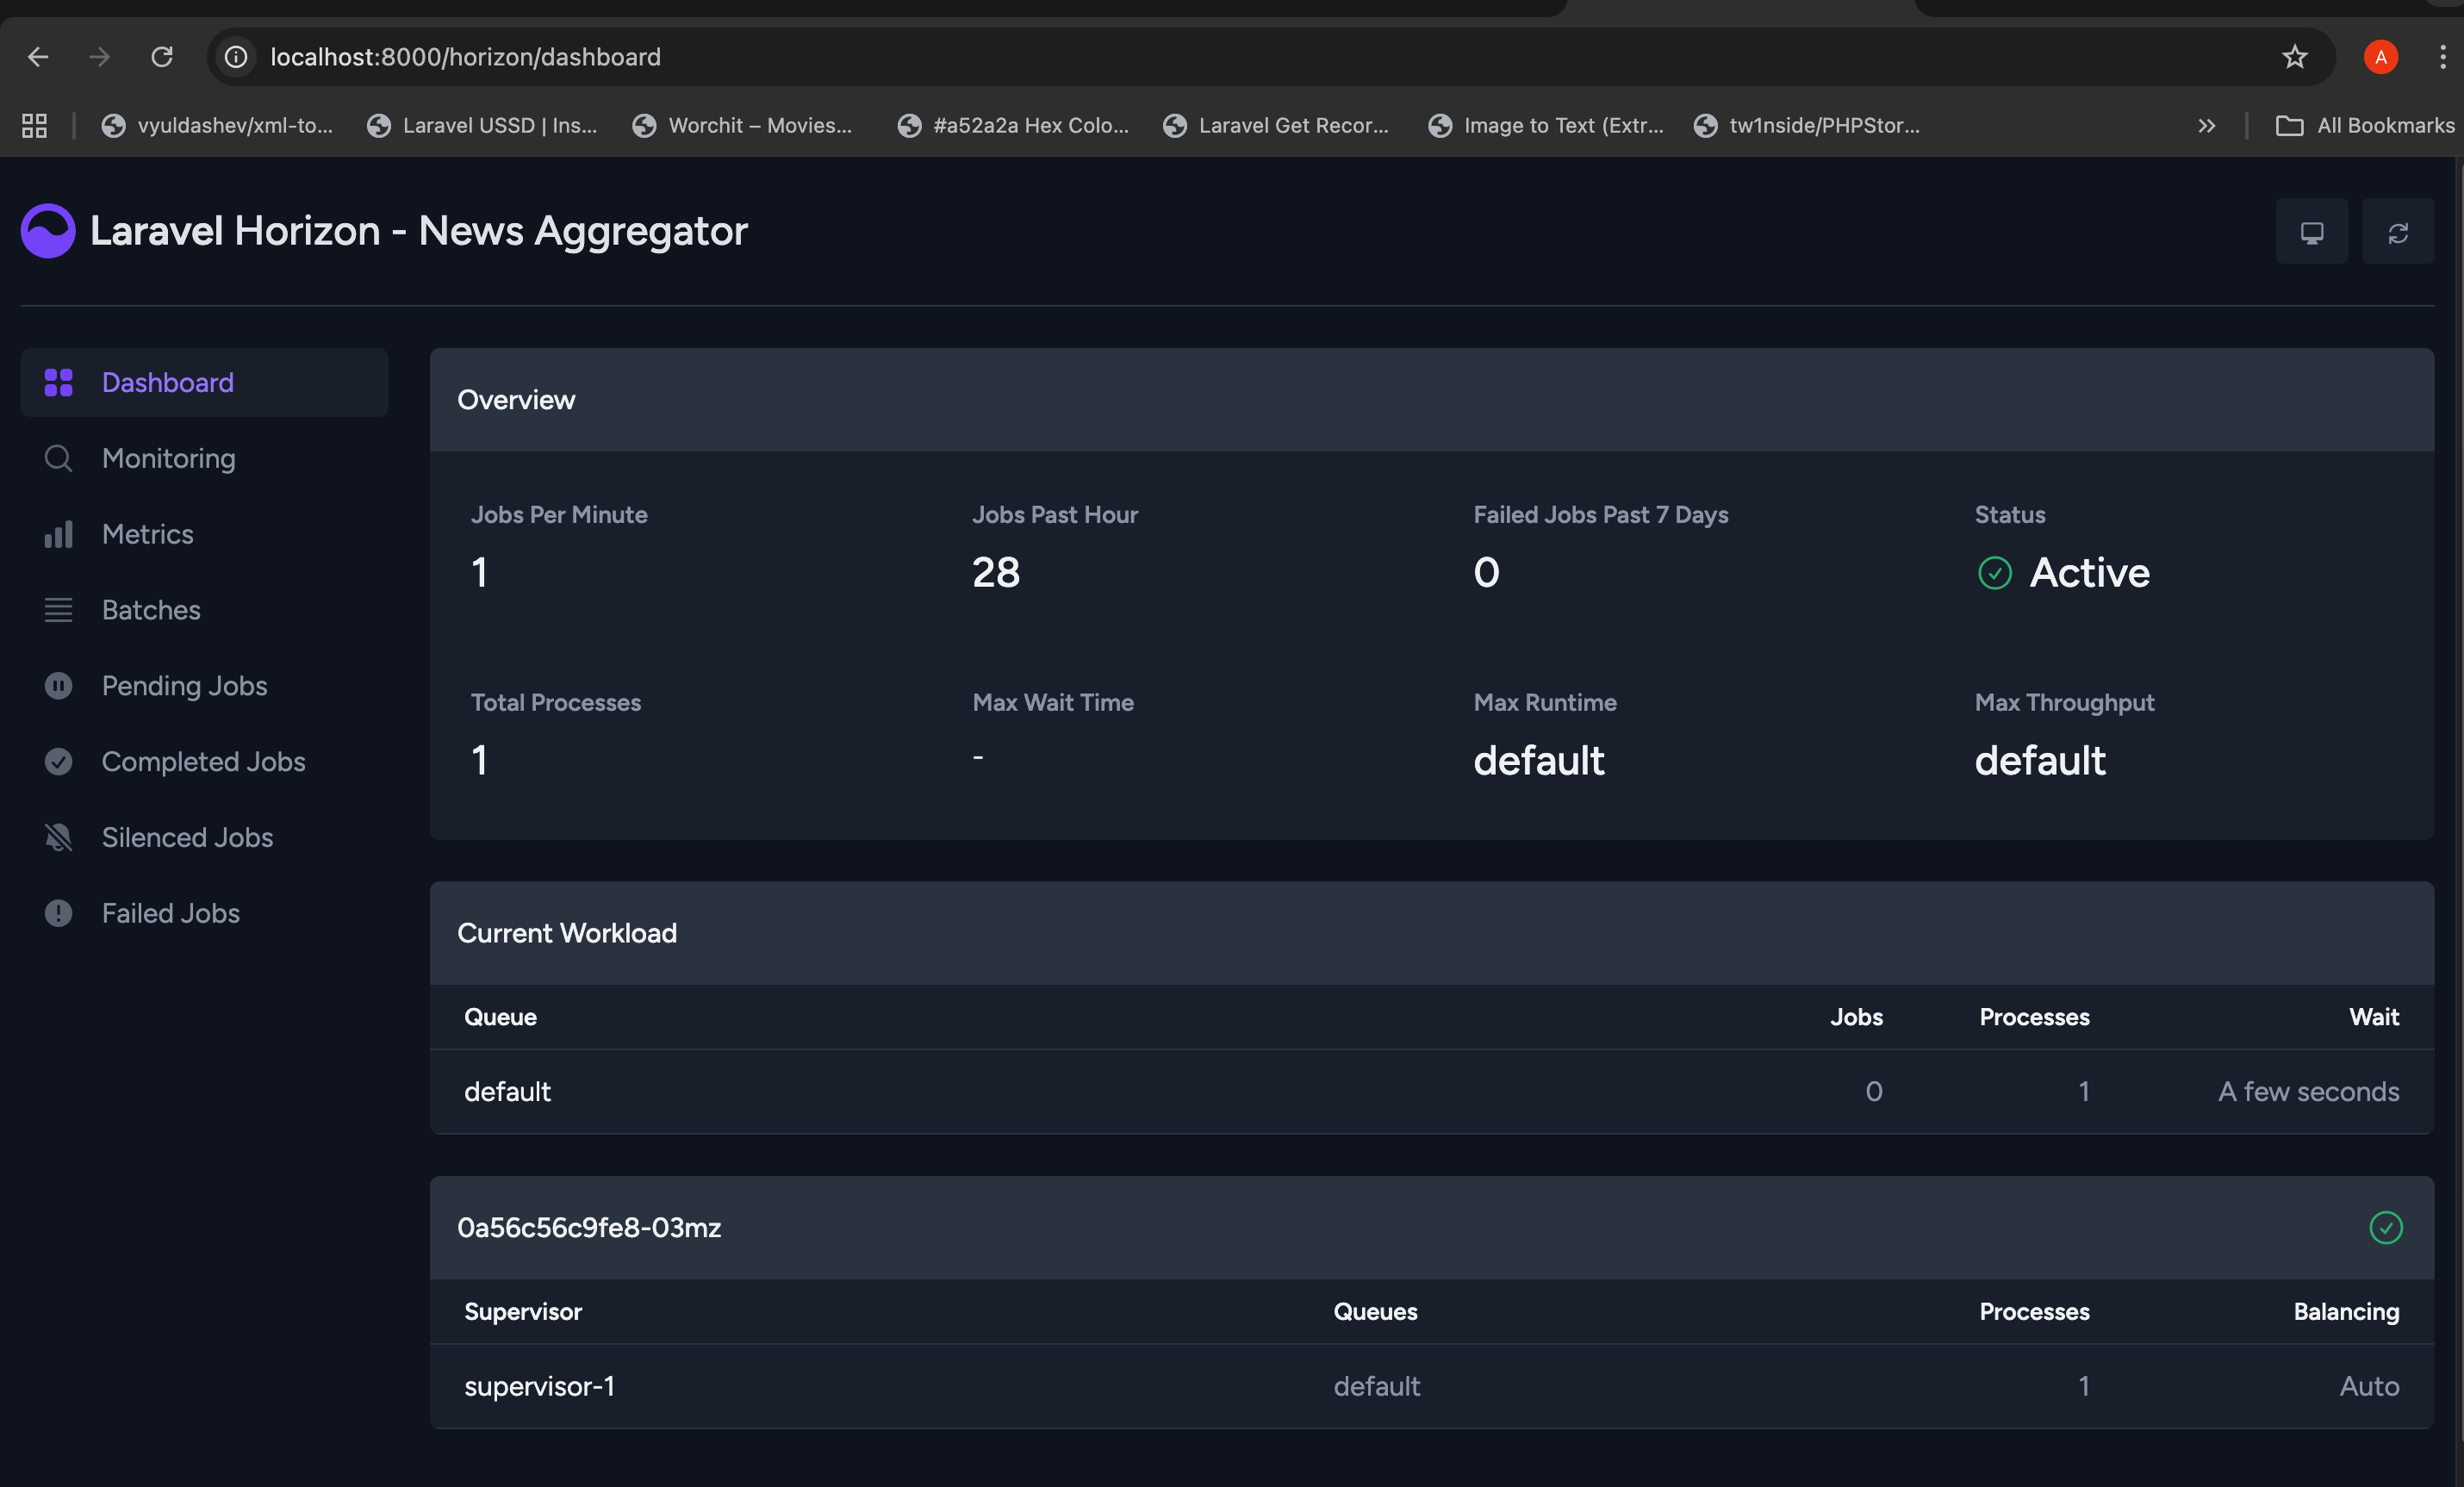 localhost:8000/horizon/dashboard
A
vyuldashev/xml-to...
Laravel USSD | Ins...
Worchit – Movies...
#a52a2a Hex Colo...
Laravel Get Recor...
Image to Text (Extr...
tw1nside/PHPStor...
All Bookmarks
Laravel Horizon - News Aggregator
Dashboard
Monitoring
Metrics
Batches
Pending Jobs
Completed Jobs
Silenced Jobs
Failed Jobs
Overview
Jobs Per Minute
1
Jobs Past Hour
28
Failed Jobs Past 7 Days
0
Status
Active
Total Processes
1
Max Wait Time
-
Max Runtime
default
Max Throughput
default
Current Workload
Queue Jobs Processes Wait
default 0 1 A few seconds
0a56c56c9fe8-03mz
Supervisor Queues Processes Balancing
supervisor-1 default 1 Auto